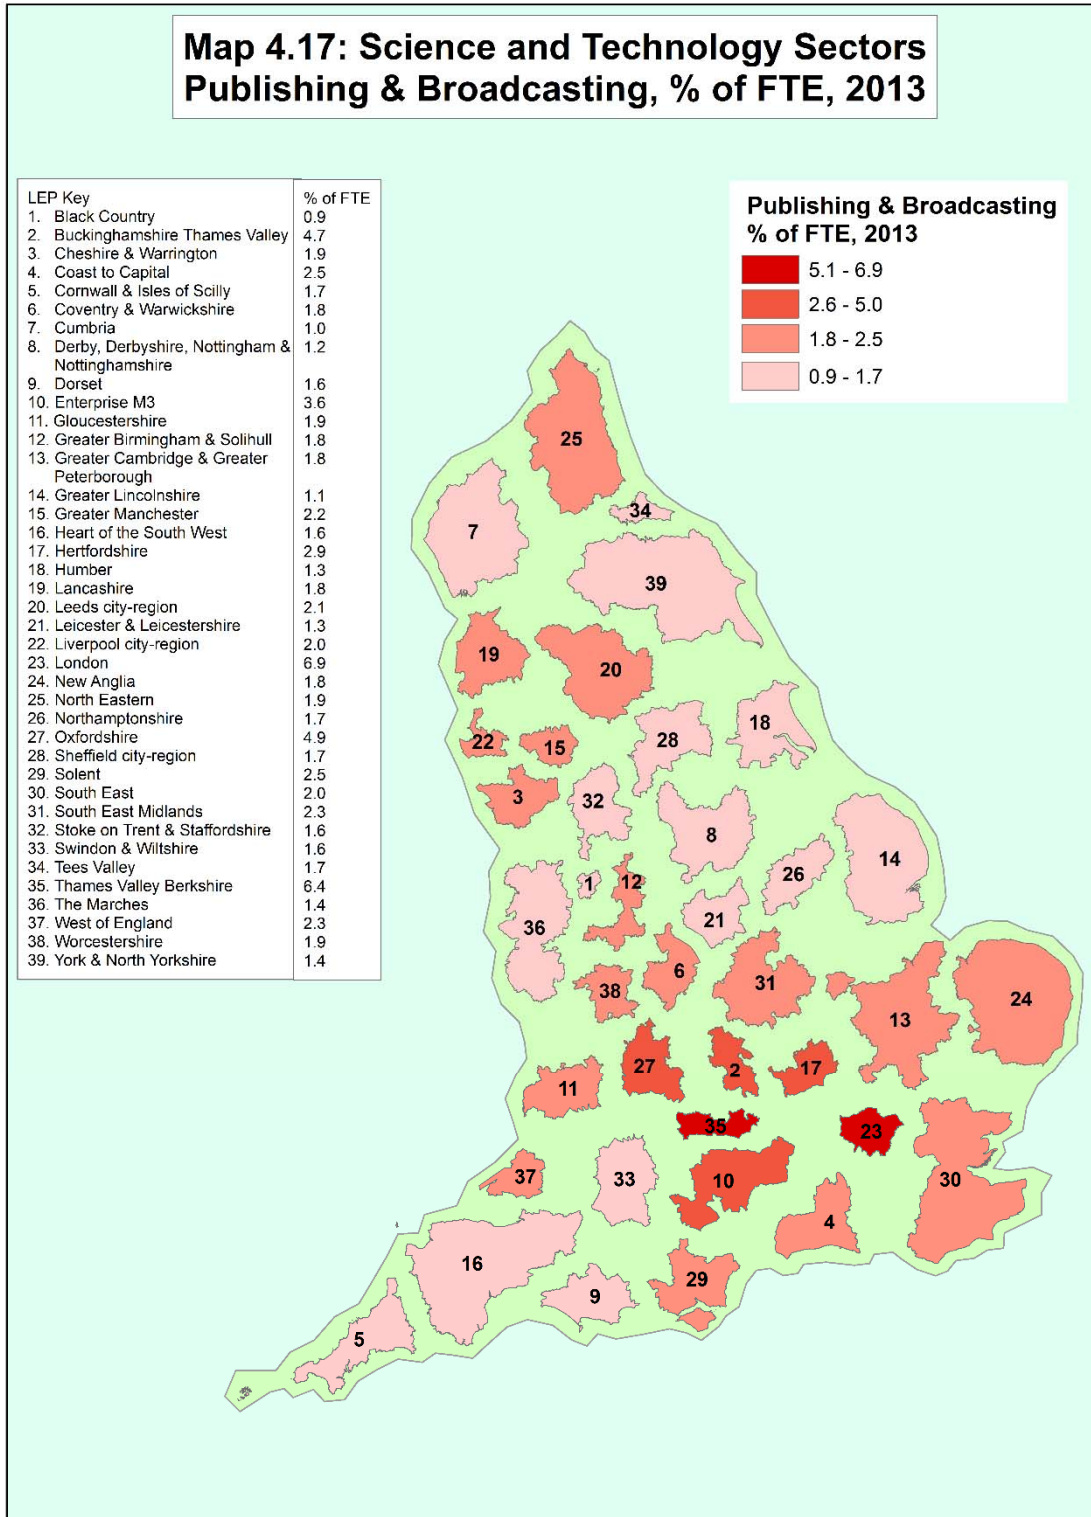 Map 4.17: Science and Technology Sectors
Publishing & Broadcasting, % of FTE, 2013
LEP Key % of FTE
1. Black Country 0.9
2. Buckinghamshire Thames Valley 4.7
3. Cheshire & Warrington 1.9
4. Coast to Capital 2.5
5. Cornwall & Isles of Scilly 1.7
6. Coventry & Warwickshire 1.8
7. Cumbria 1.0
8. Derby, Derbyshire, Nottingham & 1.2
Nottinghamshire
9. Dorset 1.6
10. Enterprise M3 3.6
11. Gloucestershire 1.9
12. Greater Birmingham & Solihull 1.8
13. Greater Cambridge & Greater 1.8
Peterborough
14. Greater Lincolnshire 1.1
15. Greater Manchester 2.2
16. Heart of the South West 1.6
17. Hertfordshire 2.9
18. Humber 1.3
19. Lancashire 1.8
20. Leeds city-region 2.1
21. Leicester & Leicestershire 1.3
22. Liverpool city-region 2.0
23. London 6.9
24. New Anglia 1.8
25. North Eastern 1.9
26. Northamptonshire 1.7
27. Oxfordshire 4.9
28. Sheffield city-region 1.7
29. Solent 2.5
30. South East 2.0
31. South East Midlands 2.3
32. Stoke on Trent & Staffordshire 1.6
33. Swindon & Wiltshire 1.6
34. Tees Valley 1.7
35. Thames Valley Berkshire 6.4
36. The Marches 1.4
37. West of England 2.3
38. Worcestershire 1.9
39. York & North Yorkshire 1.4
Publishing & Broadcasting
% of FTE, 2013
5.1 - 6.9
2.6 - 5.0
1.8 - 2.5
0.9 - 1.7
25
34
7
39
19
20
18
28
22
15
3
32
8
14
26
1
12
21
36
6
31
38
24
13
27
2
17
11
35
23
37
33
10
30
4
16
29
9
5